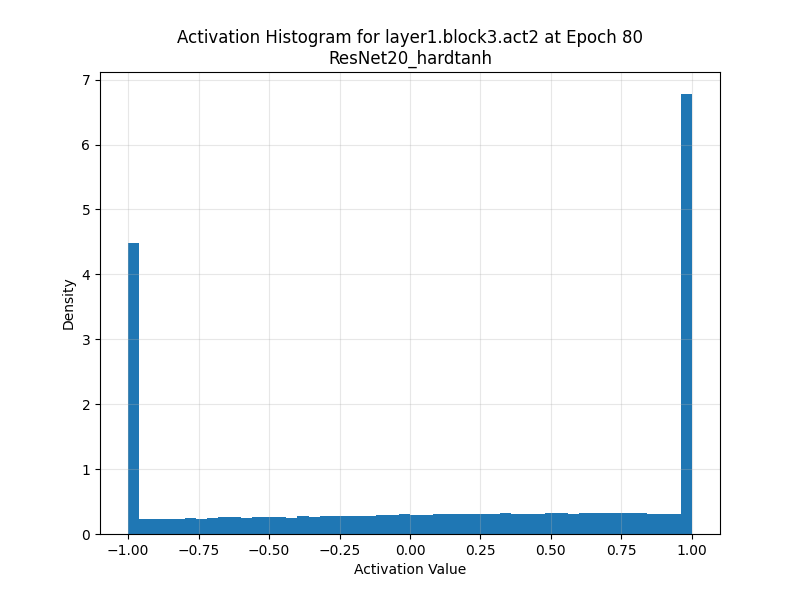 Activation Histogram for layer1.block3.act2 at Epoch 80
ResNet20_hardtanh
7
6
5
4
3
2
1
0
Density
−1.00 −0.75 −0.50 −0.25 0.00 0.25 0.50 0.75 1.00
Activation Value